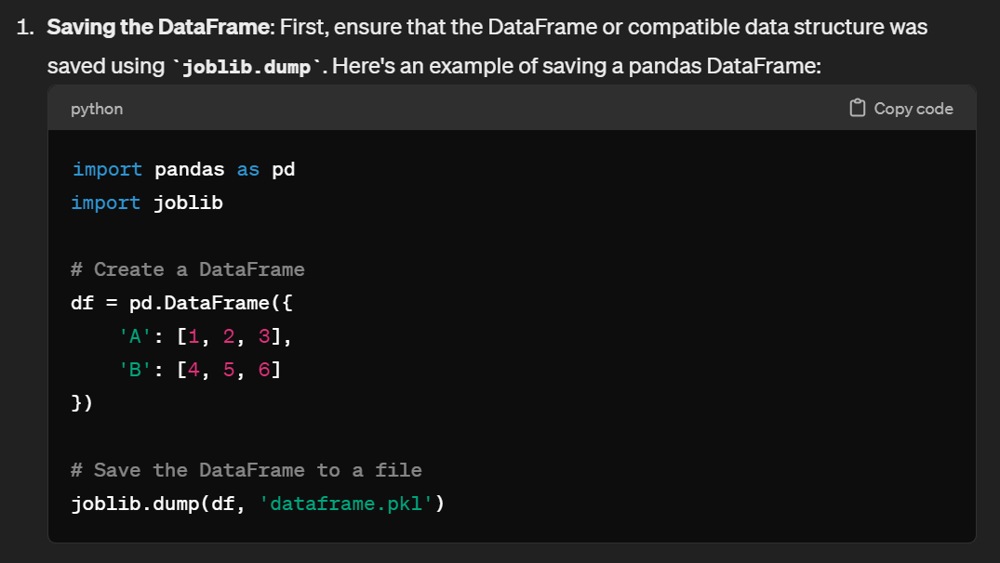 1. Saving the DataFrame: First, ensure that the DataFrame or compatible data structure was
saved using `joblib.dump`. Here's an example of saving a pandas DataFrame:
python
Copy code
import pandas as pd
import joblib
# Create a DataFrame
df = pd.DataFrame({
    'A': [1, 2, 3],
    'B': [4, 5, 6]
})
# Save the DataFrame to a file
joblib.dump(df, 'dataframe.pkl')